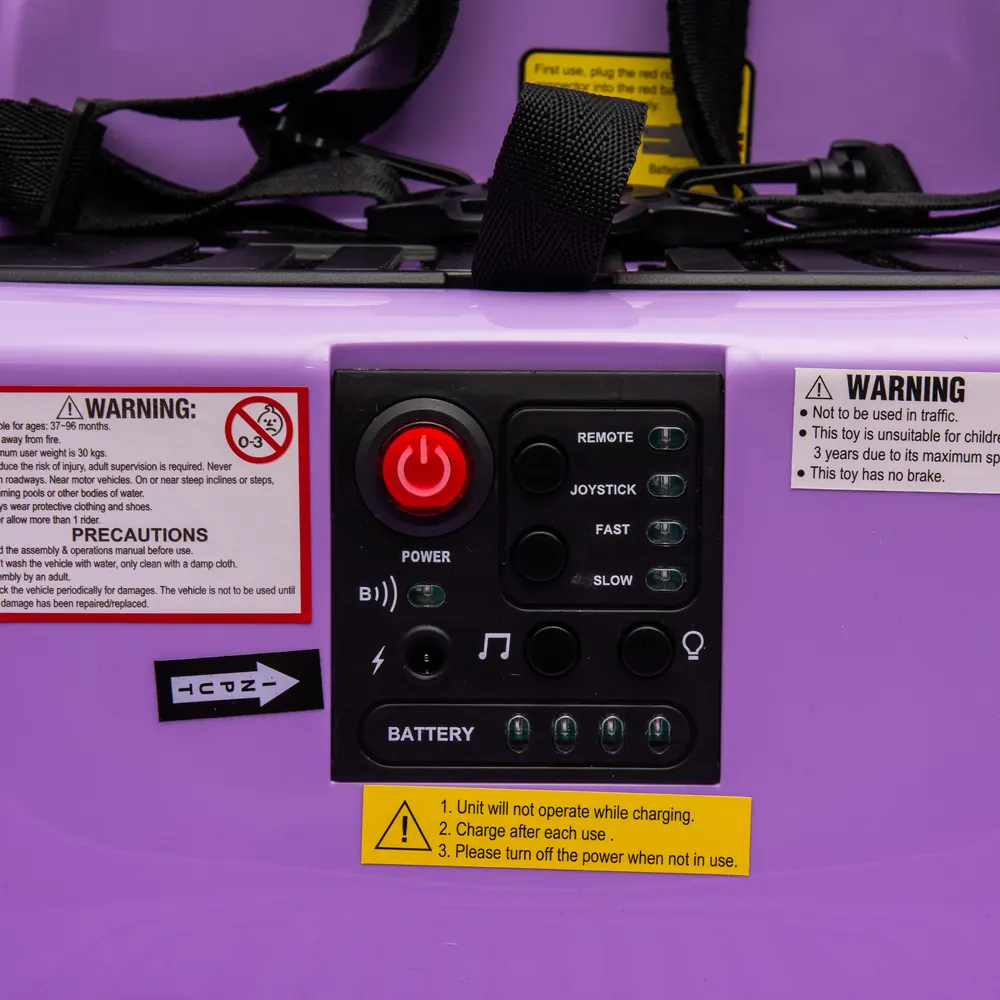 First use, plug the red
connector into the red
Batte
WARNING:
ble for ages: 37~96 months.
away from fire.
mum user weight is 30 kgs.
duce the risk of injury, adult supervision is required. Never
roadways. Near motor vehicles. On or near steep inclines or steps,
ming pools or other bodies of water.
ys wear protective clothing and shoes.
r allow more than 1 rider.
0-3
PRECAUTIONS
d the assembly & operations manual before use.
t wash the vehicle with water, only clean with a damp cloth.
embly by an adult.
ck the vehicle periodically for damages. The vehicle is not to be used until
damage has been repaired/replaced.
INPUT
REMOTE
JOYSTICK
FAST
SLOW
POWER
B
BATTERY
WARNING
• Not to be used in traffic.
• This toy is unsuitable for childre
3 years due to its maximum sp
• This toy has no brake.
1. Unit will not operate while charging.
2. Charge after each use .
3. Please turn off the power when not in use.